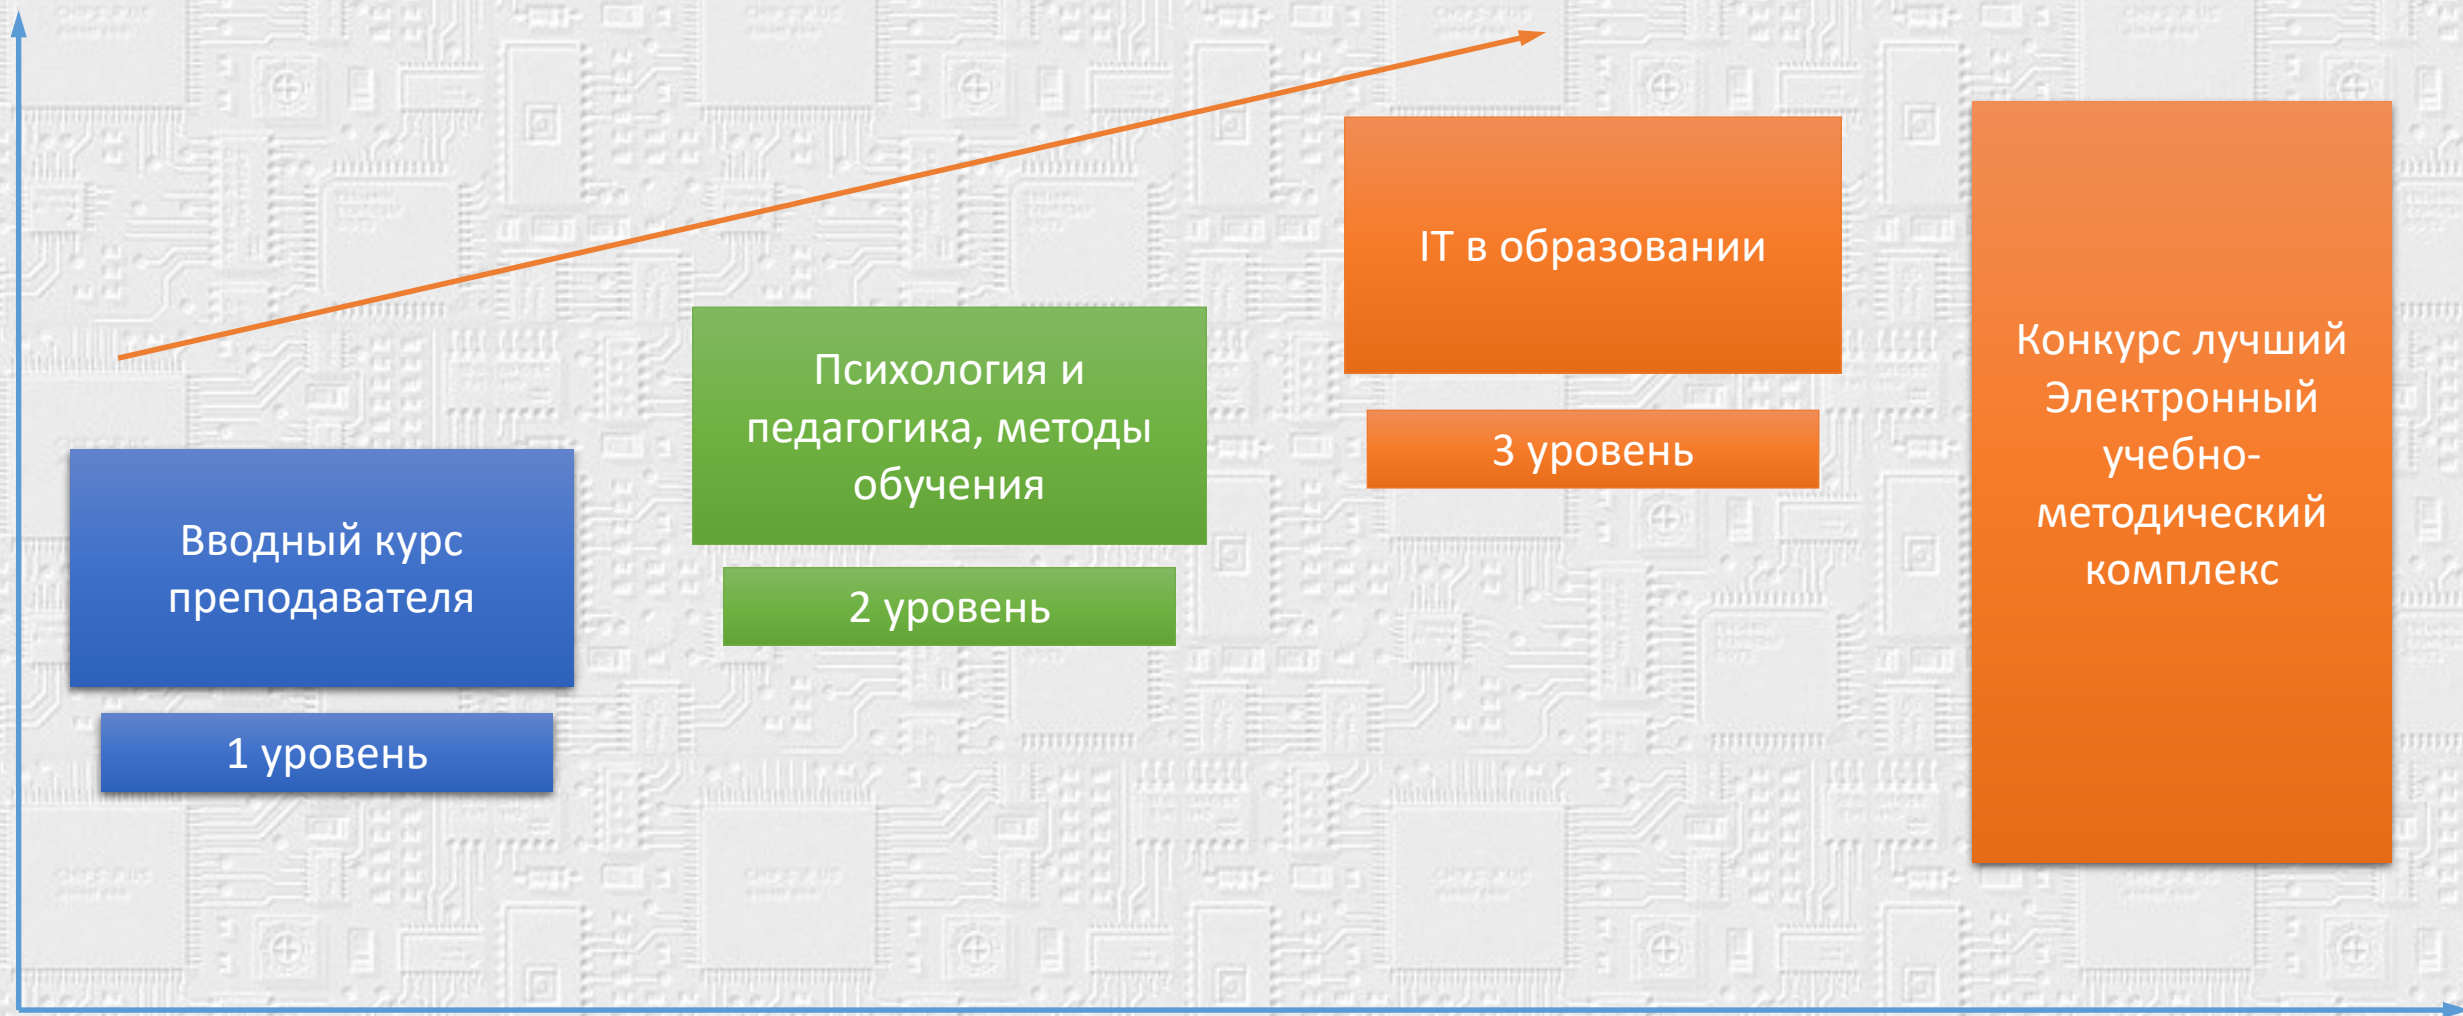 Вводный курс
преподавателя
1 уровень
Психология и
педагогика, методы
обучения
2 уровень
IT в образовании
3 уровень
Конкурс лучший
Электронный
учебно-
методический
комплекс